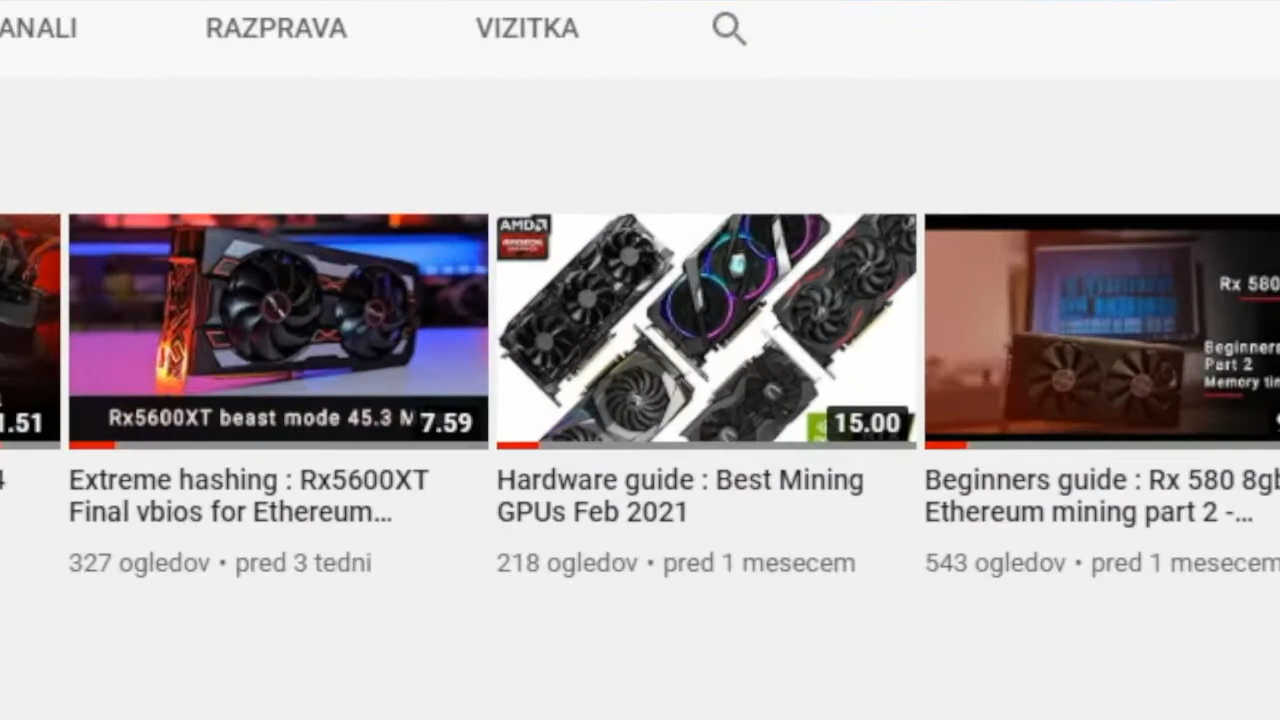 ANALI RAZPRAVA VIZITKA
AMD
RADEON
Rx5600XT beast mode 45.3 M
1.51
7.59
15.00
Rx 580
Beginners
Part 2
Memory tim
4
Extreme hashing : Rx5600XT
Final vbios for Ethereum...
327 ogledov • pred 3 tedni
Hardware guide : Best Mining
GPUs Feb 2021
218 ogledov • pred 1 mesecem
Beginners guide : Rx 580 8gb
Ethereum mining part 2 -...
543 ogledov • pred 1 mesecem